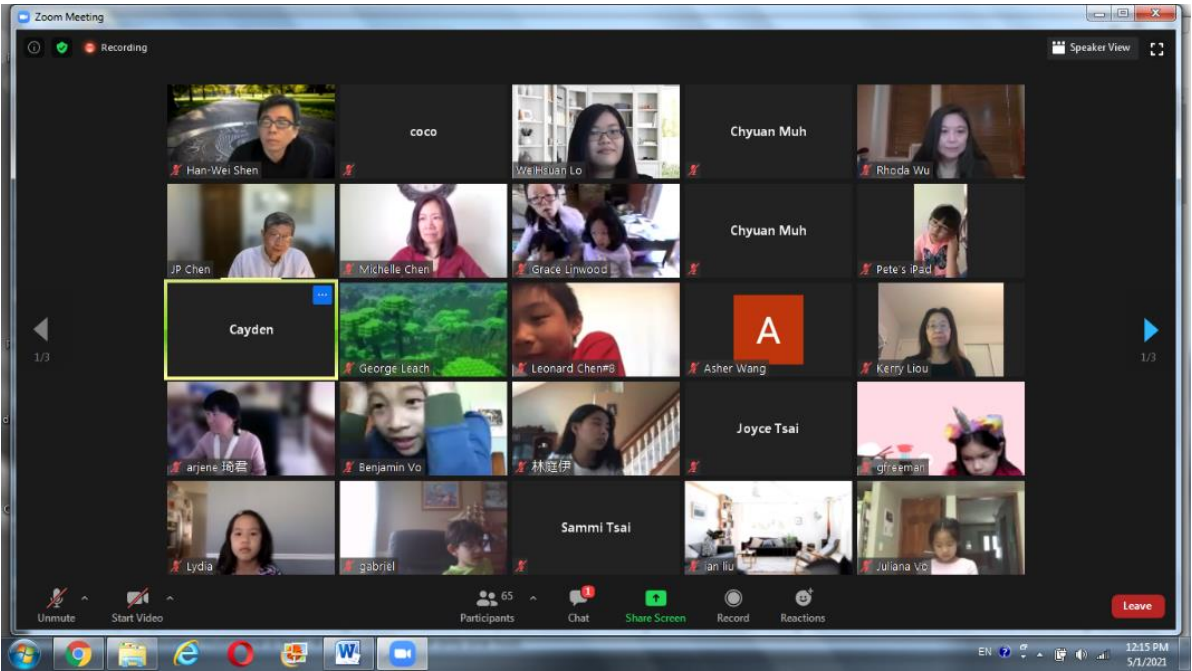 Zoom Meeting
Recording
Speaker View
Han-Wei Shen
coco
WeiHsuan Lo
Chyuan Muh
Rhoda Wu
JP Chen
Michelle Chen
Grace Linwood
Chyuan Muh
Pete's iPad
Cayden
...
George Leach
Leonard Chen#8
A
Asher Wang
Kerry Liou
1/3
1/3
arjene 琦君
Benjamin Vo
林庭伊
Joyce Tsai
gfreeman
Lydia
gabriel
Sammi Tsai
ian liu
Juliana Vo
Unmute
Start Video
65
Participants
1
Chat
Share Screen
Record
Reactions
Leave
W
EN
12:15 PM
5/1/2021